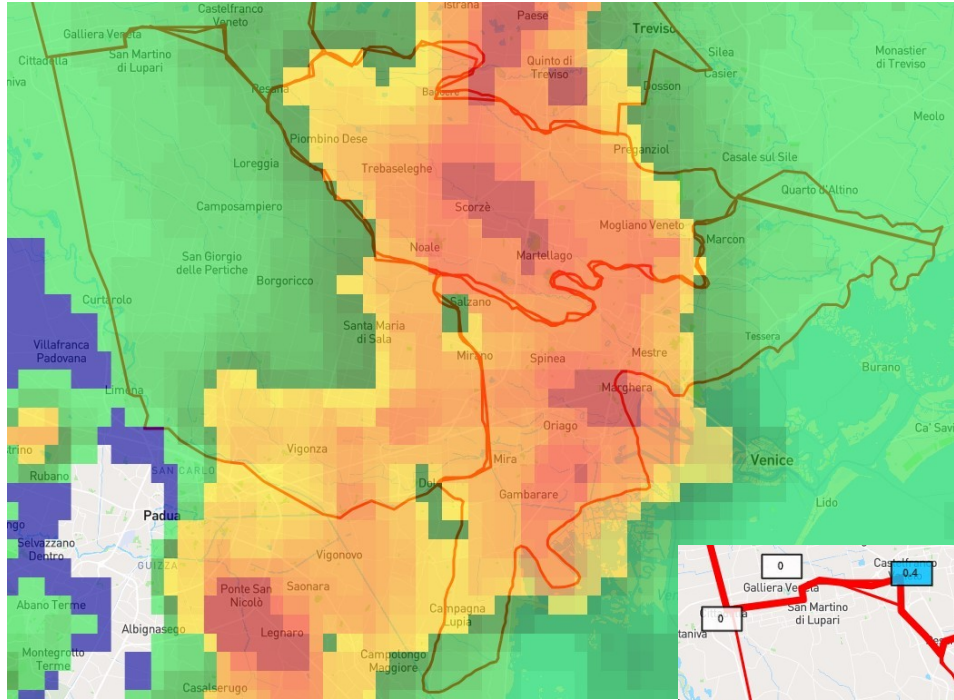 Istrana
Paese
Castelfranco
Veneto
Treviso
Galliera Veneta
Cittadella
San Martino
di Lupari
Quinto di
Treviso
Silea
Casier
Monastier
di Treviso
niva
Resana
Dosson
Meolo
Piombino Dese
Preganziol
Casale sul Sile
Loreggia
Trebaseleghe
Quarto d'Altino
Camposampiero
Scorzè
Mogliano Veneto
Marcon
Noale
Martellago
San Giorgio
delle Pertiche
Borgoricco
Curtarolo
Salzano
Santa Maria
di Sala
Tessera
Villafranca
Padovana
Mirano
Spinea
Mestre
Burano
Limena
Marghera
Oriago
Ca' Savi
strino
Vigonza
Mira
Venice
Rubano
SAN CARLO
Dolo
Gambarare
Lido
Padua
ngo
Selvazzano
Dentro
Vigonovo
GUIZZA
Ponte San
Nicolò
Saonara
Abano Terme
Albignasego
Legnaro
Campagna
Lupia
Montegrotto
Terme
Campolongo
Maggiore
Casalserugo
0
0.4
Galliera Veneta
0
San Martino
di Lupari
taniva